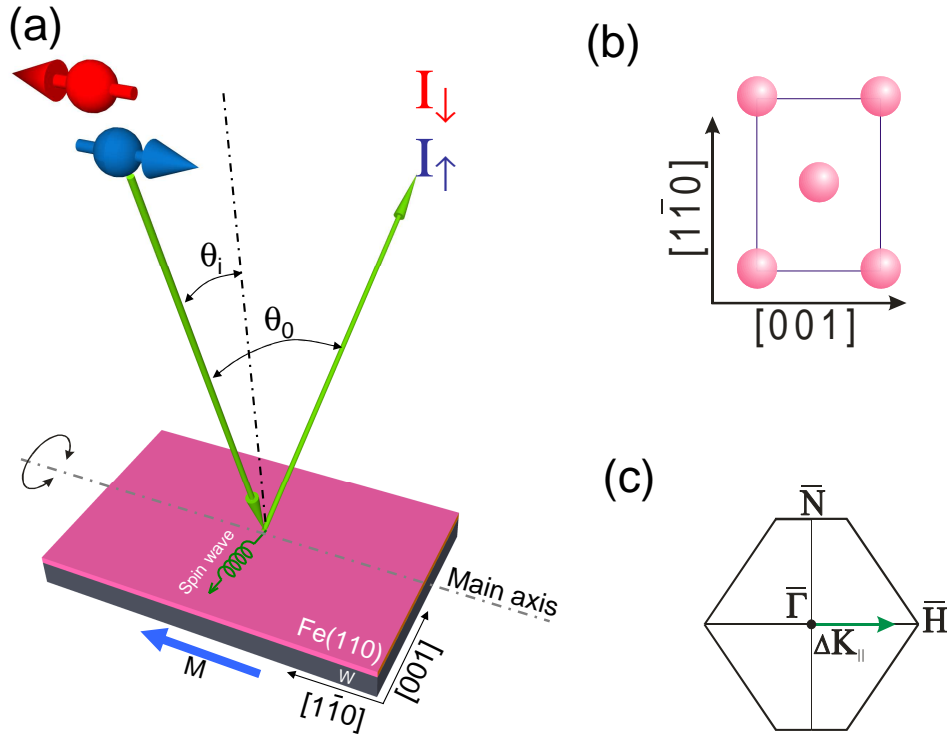 (a)
I↓
I↑
θi
θ0
Spin wave
Main axis
Fe(110)
W
M
[11̄0]
[001]
(b)
[11̄0]
[001]
(c)
N̄
Γ̄
H̄
ΔK∥